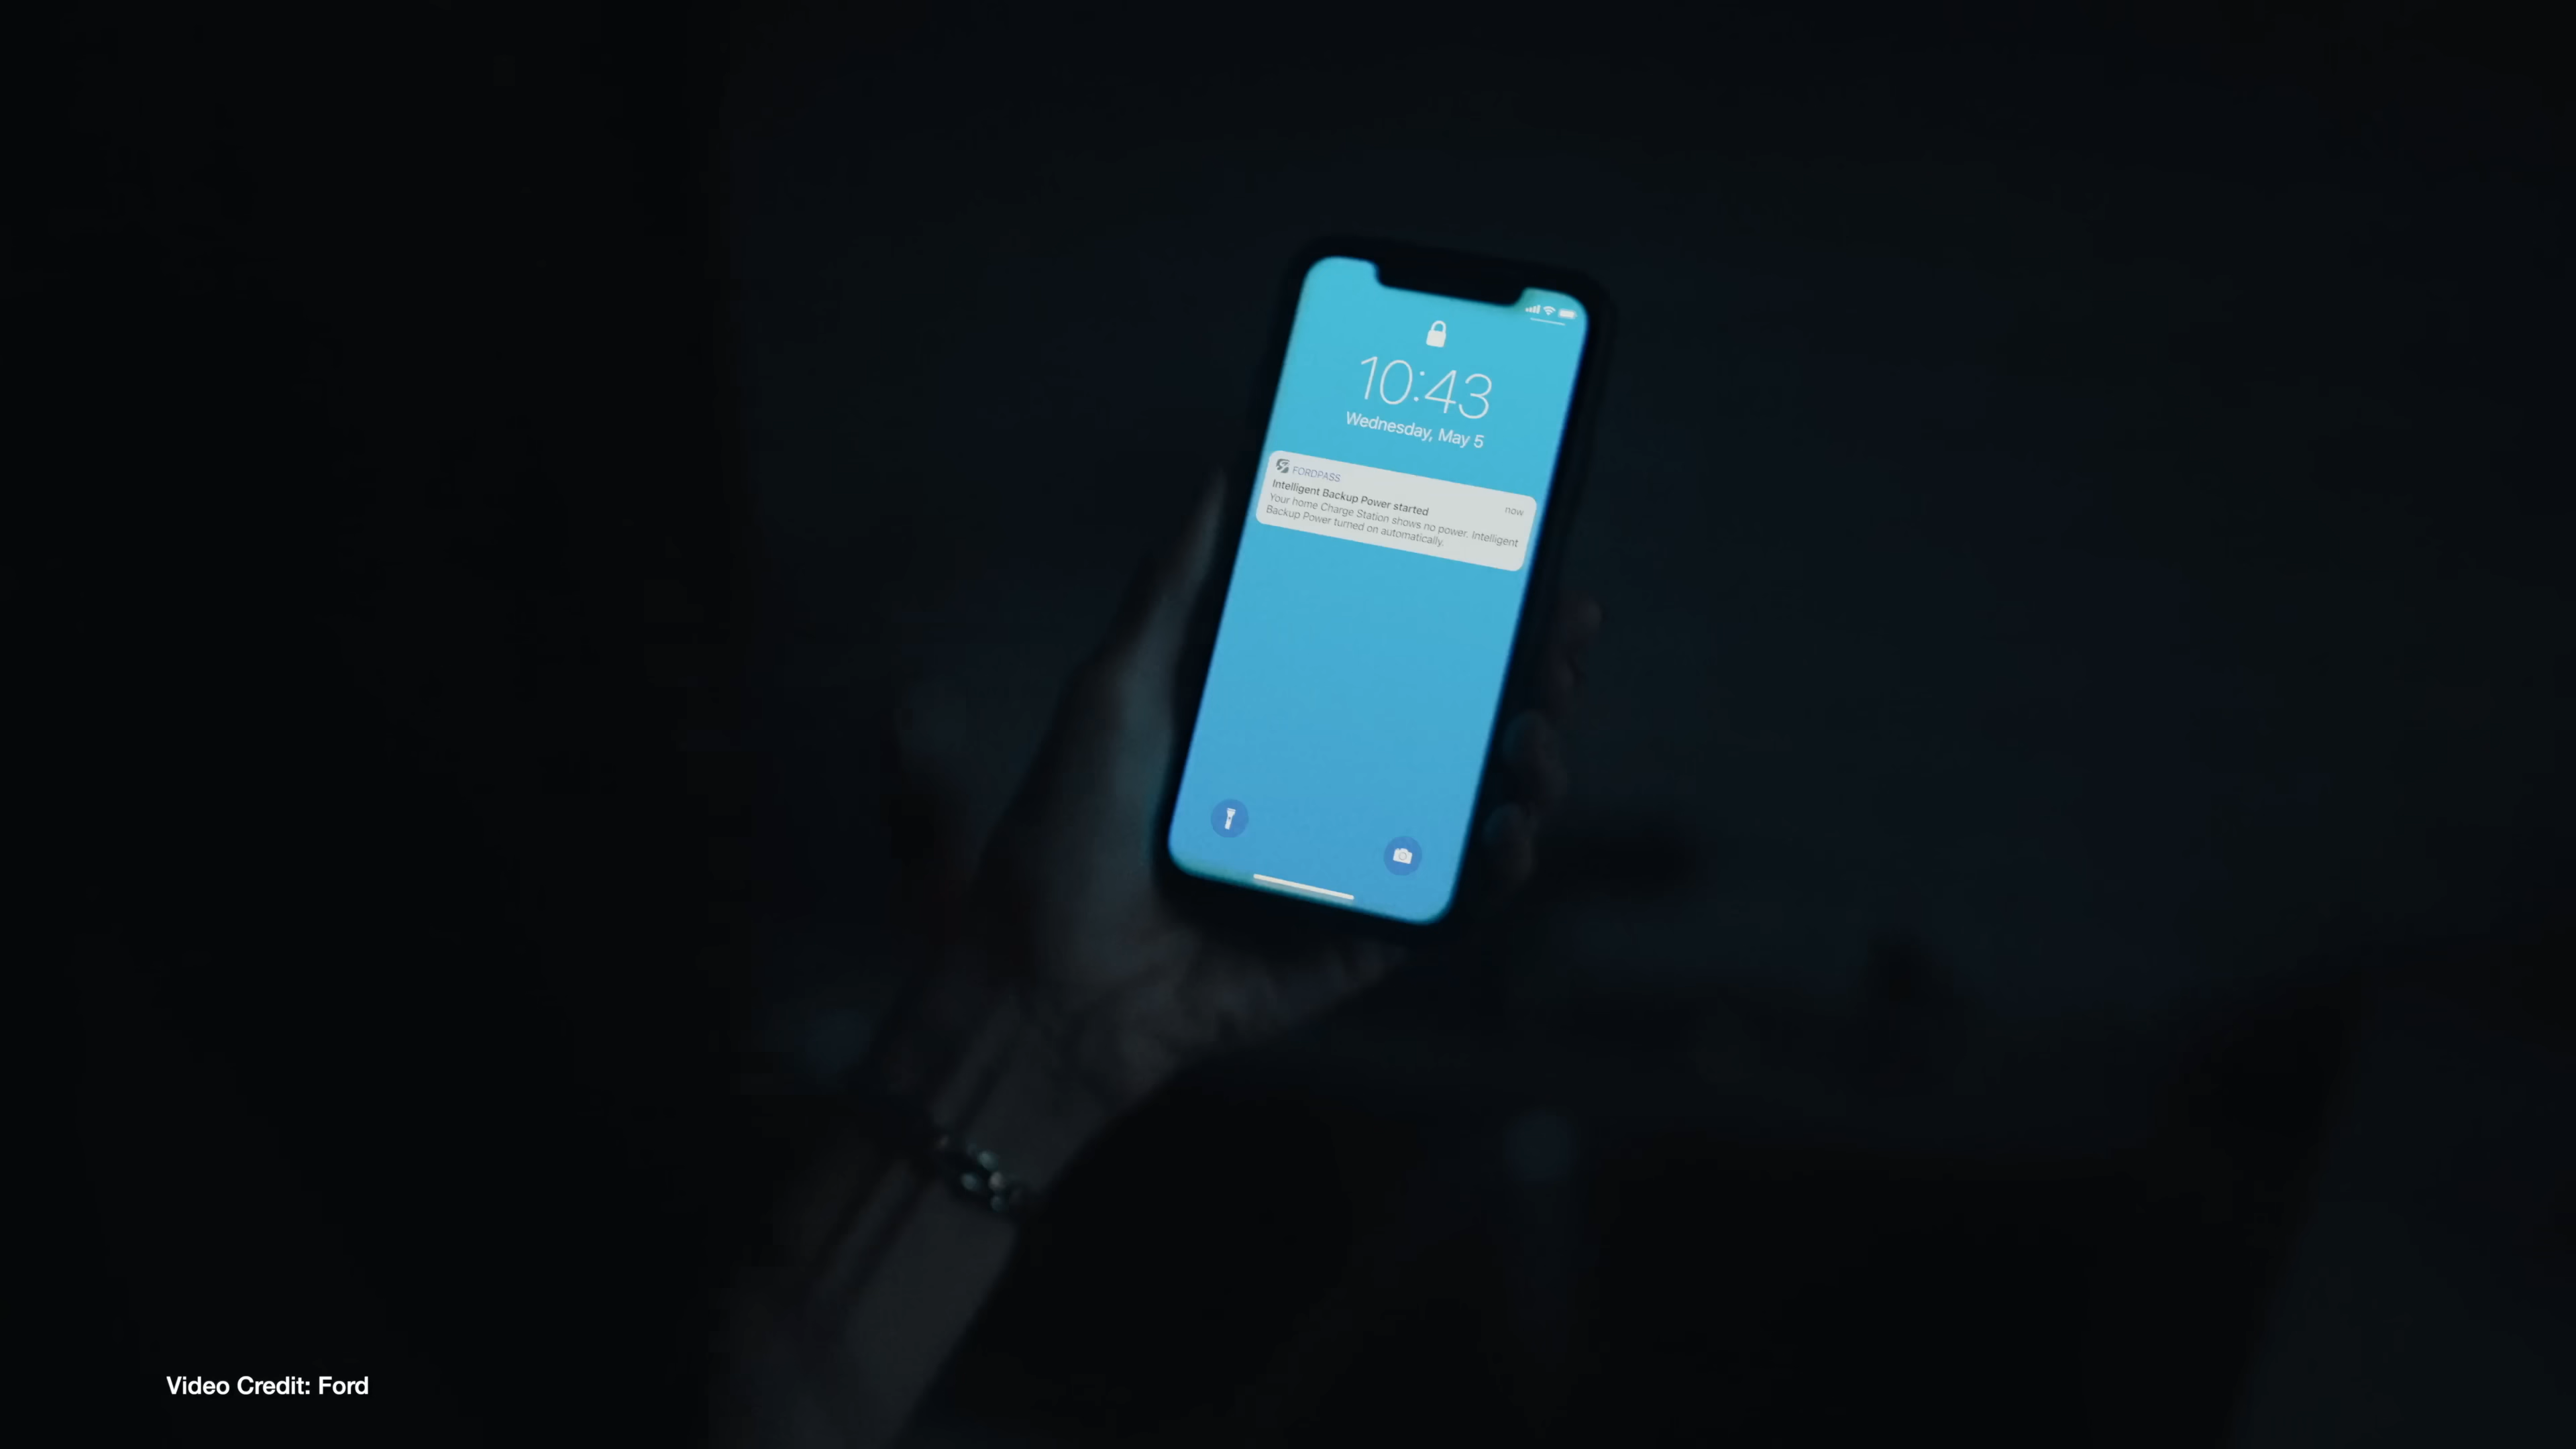 10:43
Wednesday, May 5
FORDPASS
now
Intelligent Backup Power started
Your home Charge Station shows no power. Intelligent
Backup Power turned on automatically.
Video Credit: Ford